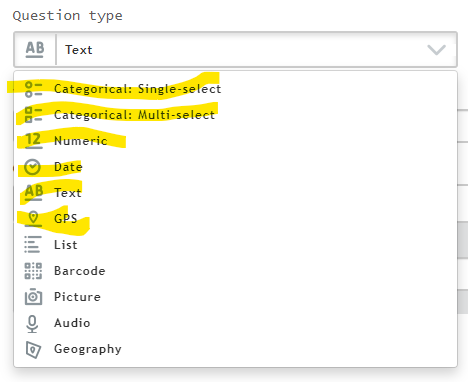 Question type
AB Text
Categorical: Single-select
Categorical: Multi-select
12 Numeric
Date
AB Text
GPS
List
Barcode
Picture
Audio
Geography